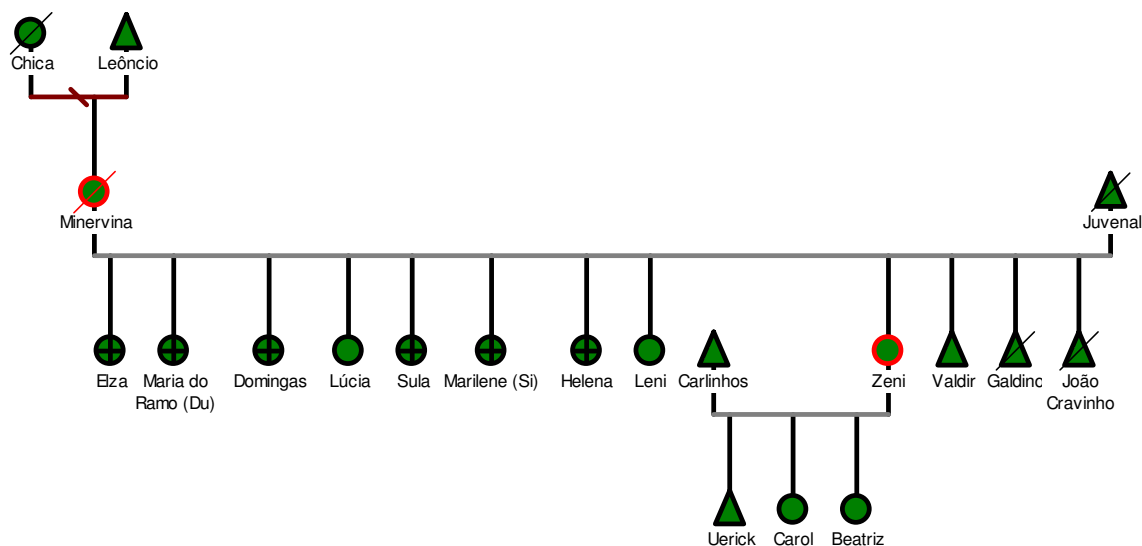 Chica
Leôncio
Minervina
Juvenal
Elza
Maria do
Ramo (Du)
Domingas
Lúcia
Sula
Marilene (Si)
Helena
Leni
Carlinhos
Zeni
Valdir
Galdino
João
Cravinho
Uerick
Carol
Beatriz